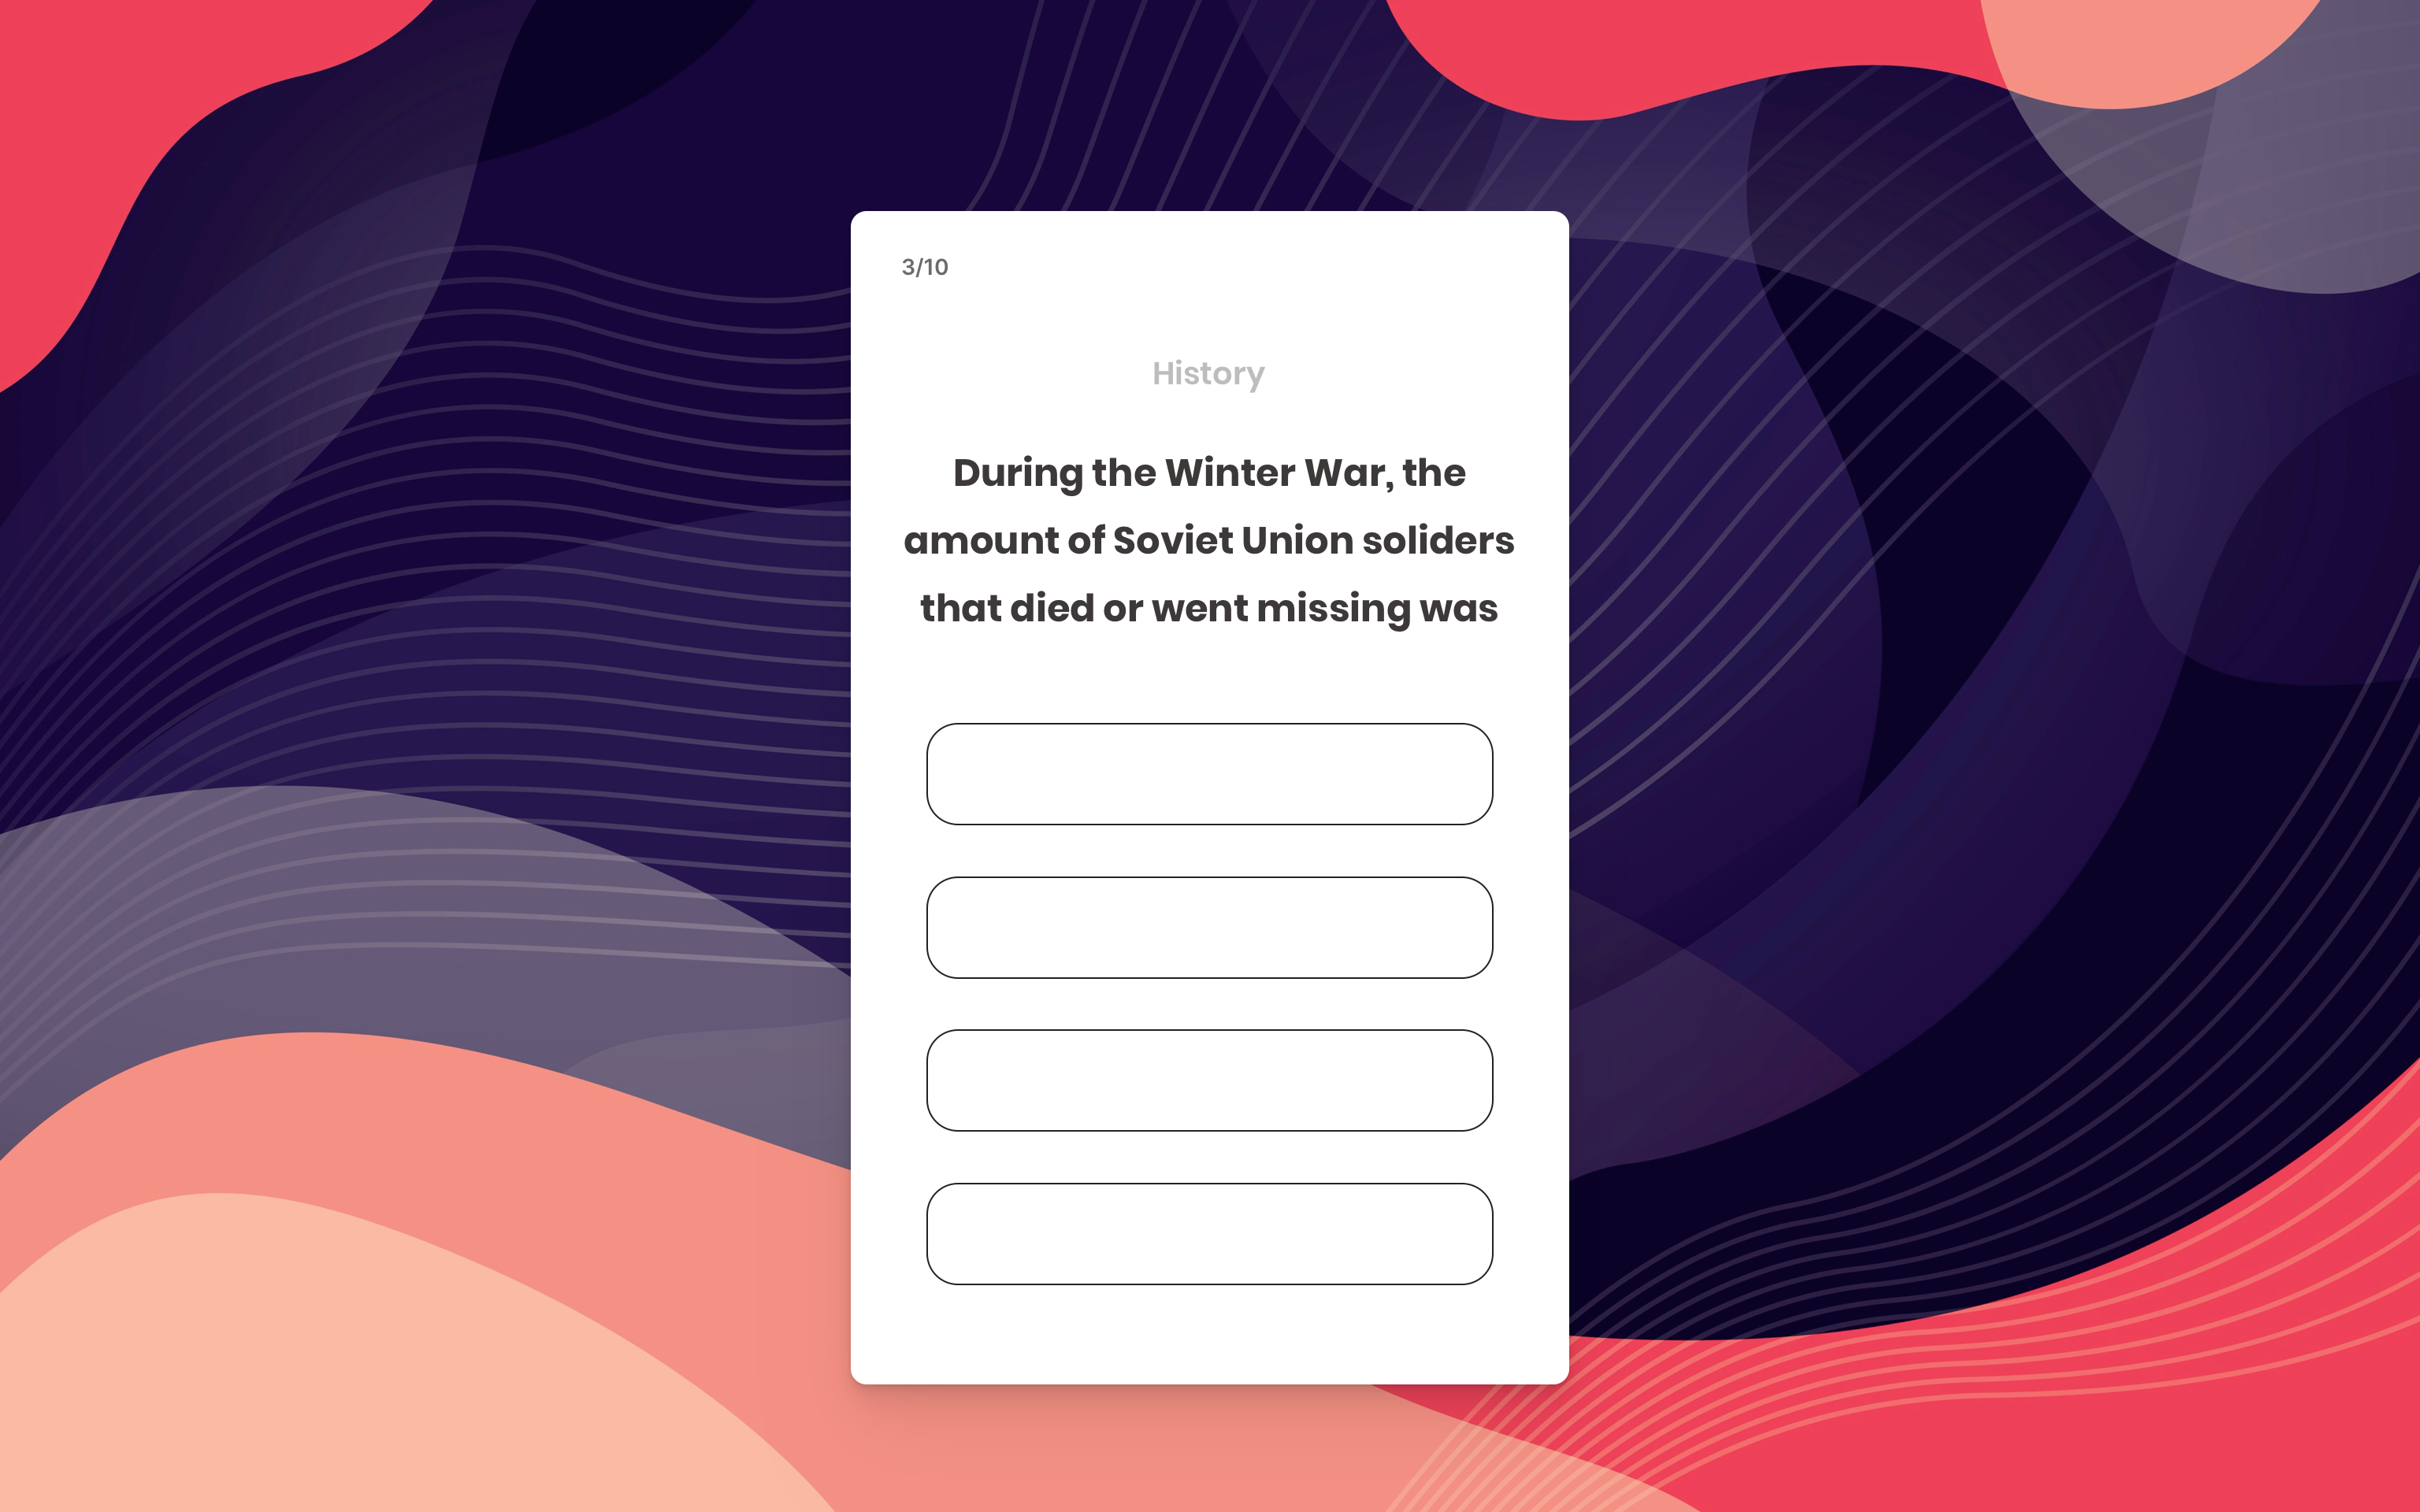 3/10
History
During the Winter War, the
amount of Soviet Union soliders
that died or went missing was